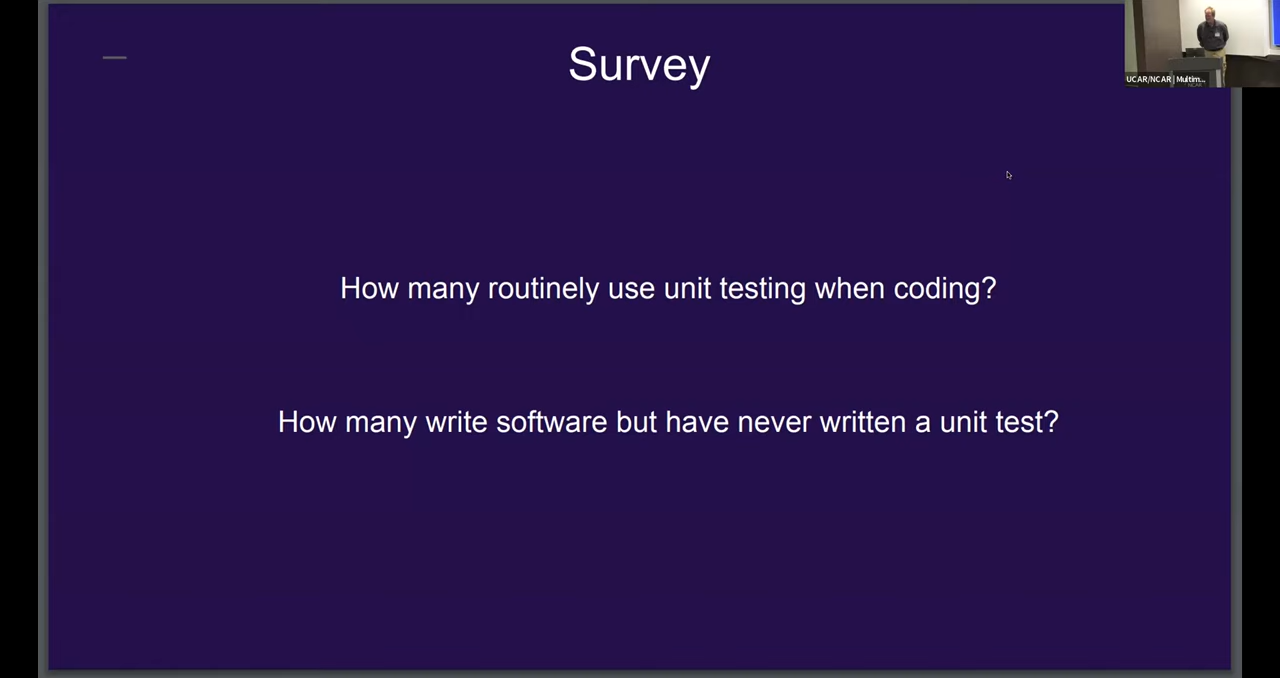 Survey
UCAR/NCAR | Multim...
How many routinely use unit testing when coding?
How many write software but have never written a unit test?